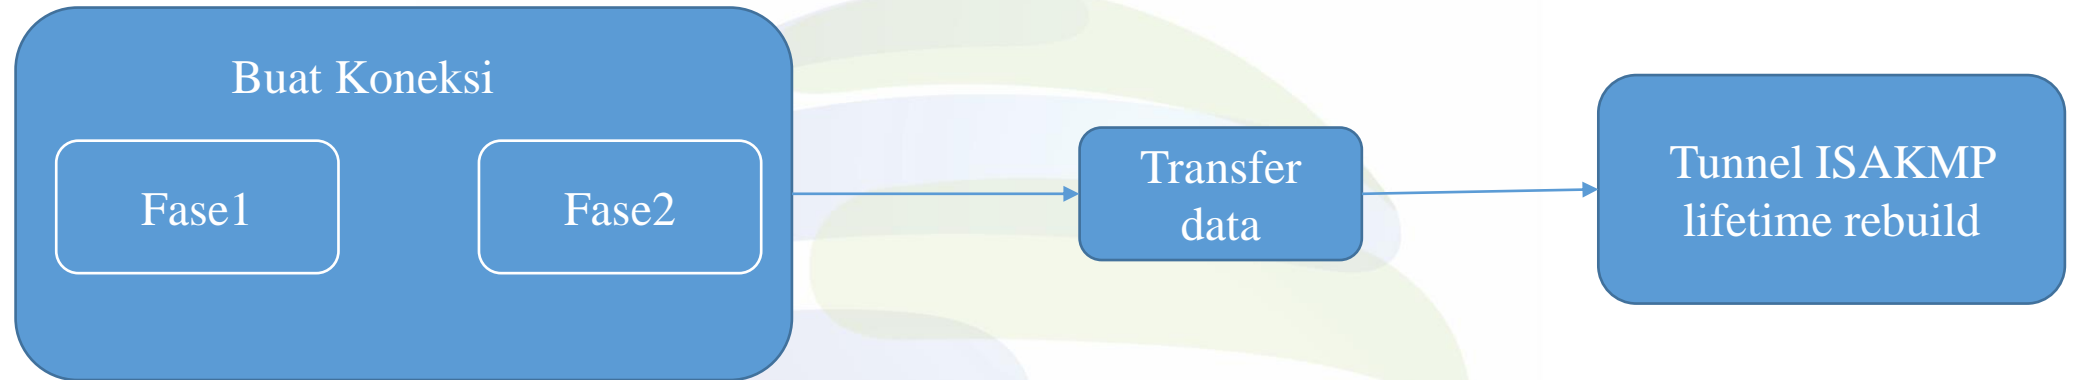 Buat Koneksi
Fase1
Fase2
Transfer
data
Tunnel ISAKMP
lifetime rebuild